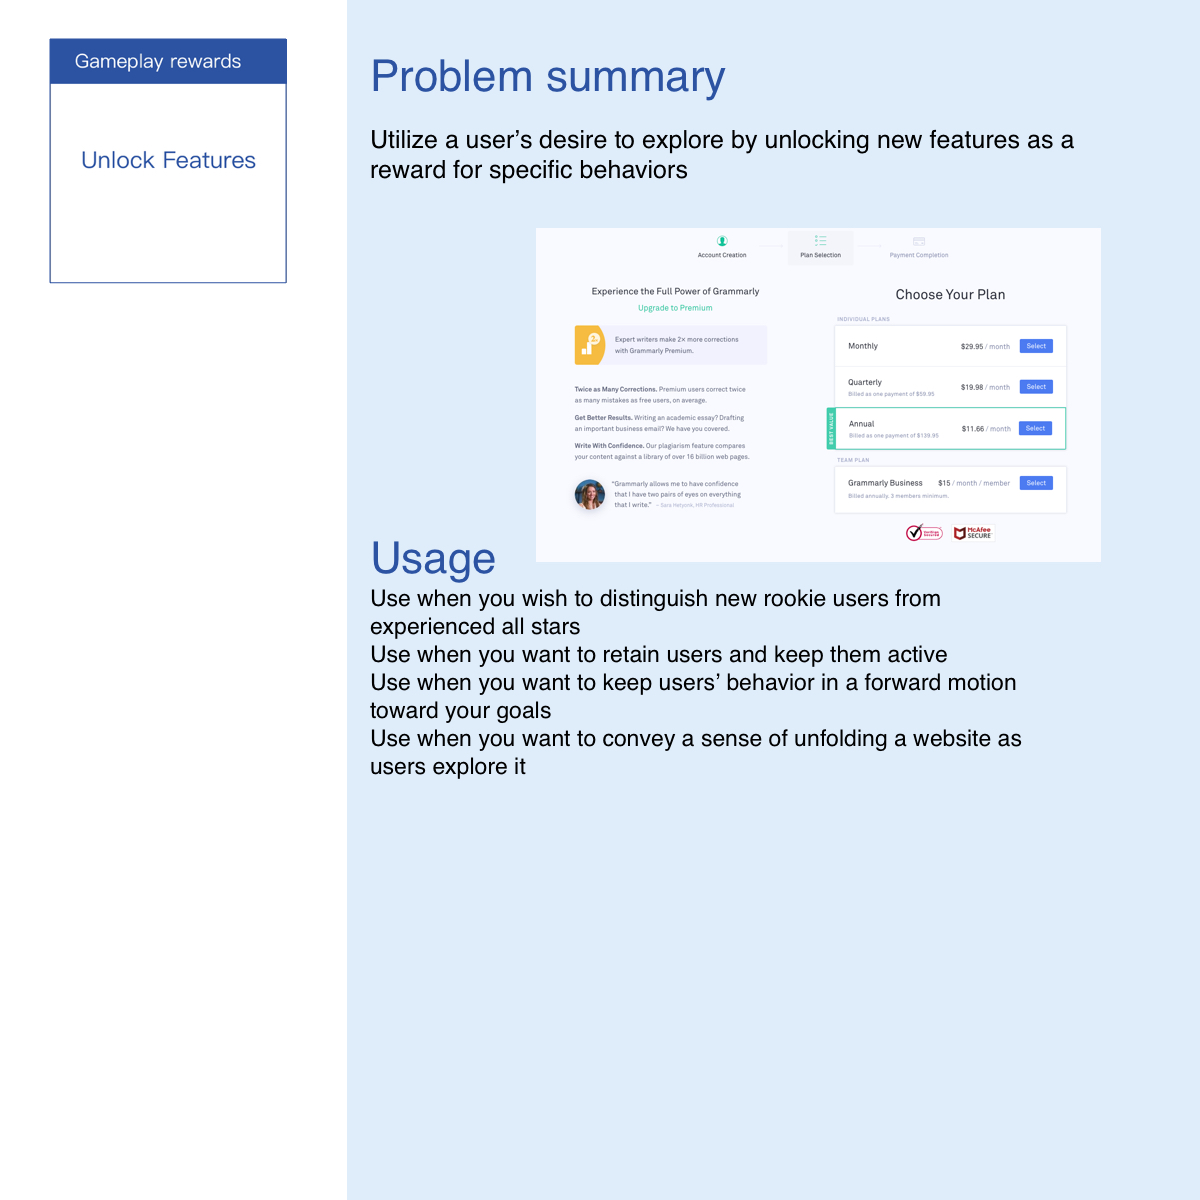 Gameplay rewards
Unlock Features
Problem summary
Utilize a user’s desire to explore by unlocking new features as a
reward for specific behaviors
Account Creation
Plan Selection
Payment Completion
Experience the Full Power of Grammarly
Upgrade to Premium
Expert writers make 2× more corrections
with Grammarly Premium.
Twice as Many Corrections. Premium users correct twice
as many mistakes as free users, on average.
Get Better Results. Writing an academic essay? Drafting
an important business email? We have you covered.
Write With Confidence. Our plagiarism feature compares
your content against a library of over 16 billion web pages.
“Grammarly allows me to have confidence
that I have two pairs of eyes on everything
that I write.” – Sara Hetyonk, HR Professional
Choose Your Plan
INDIVIDUAL PLANS
Monthly
$29.95 / month
Select
Quarterly
$19.98 / month
Select
Billed as one payment of $59.95
BEST VALUE
Annual
$11.66 / month
Select
Billed as one payment of $139.95
TEAM PLAN
Grammarly Business
$15 / month / member
Select
Billed annually, 3 members minimum.
McAfee
SECURE
Usage
Use when you wish to distinguish new rookie users from
experienced all stars
Use when you want to retain users and keep them active
Use when you want to keep users’ behavior in a forward motion
toward your goals
Use when you want to convey a sense of unfolding a website as
users explore it